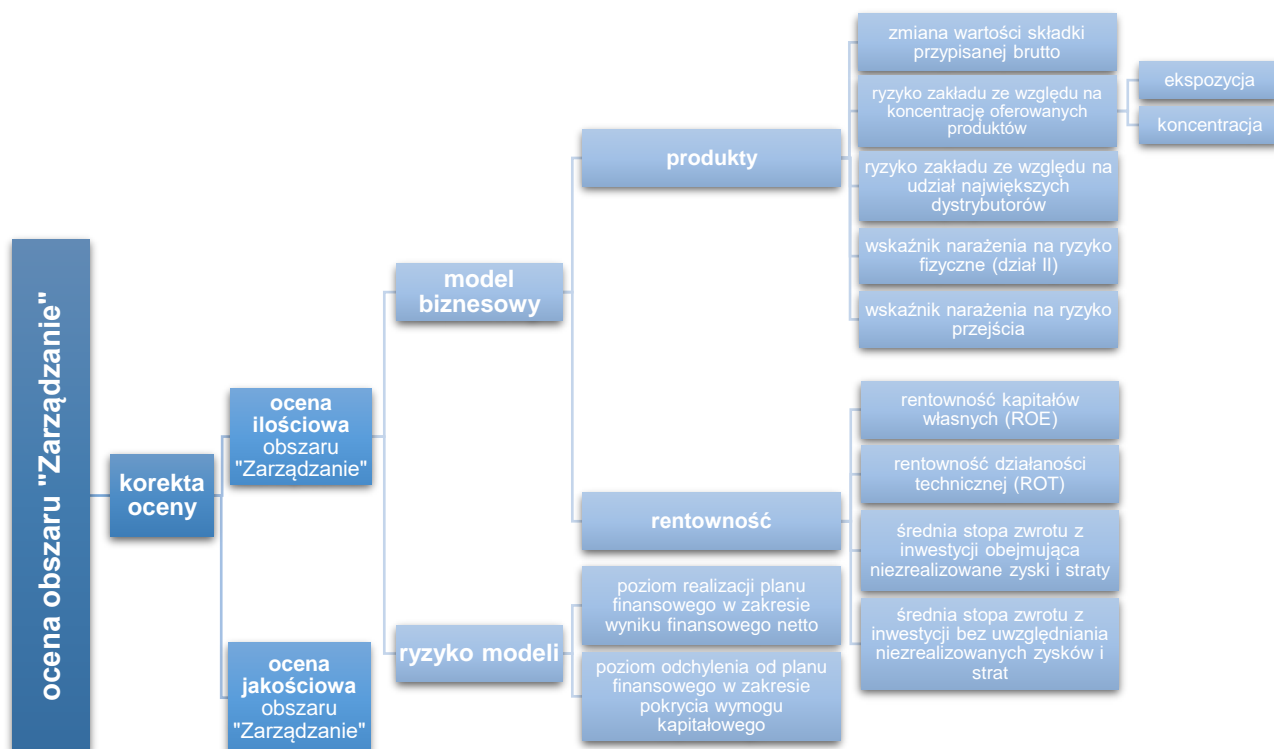 ocena obszaru "Zarządzanie"
korekta
oceny
ocena
ilościowa
obszaru
"Zarządzanie"
ocena
jakościowa
obszaru
"Zarządzanie"
model
biznesowy
ryzyko modeli
produkty
rentowność
poziom realizacji planu
finansowego w zakresie
wyniku finansowego netto
poziom odchylenia od planu
finansowego w zakresie
pokrycia wymogu
kapitałowego
zmiana wartości składki
przypisanej brutto
ryzyko zakładu ze względu na
koncentrację oferowanych
produktów
ryzyko zakładu ze względu na
udział największych
dystrybutorów
wskaźnik narażenia na ryzyko
fizyczne (dział II)
wskaźnik narażenia na ryzyko
przejścia
rentowność kapitałów
własnych (ROE)
rentowność działaności
technicznej (ROT)
średnia stopa zwrotu z
inwestycji obejmująca
niezrealizowane zyski i straty
średnia stopa zwrotu z
inwestycji bez uwzględniania
niezrealizowanych zysków i
strat
ekspozycja
koncentracja